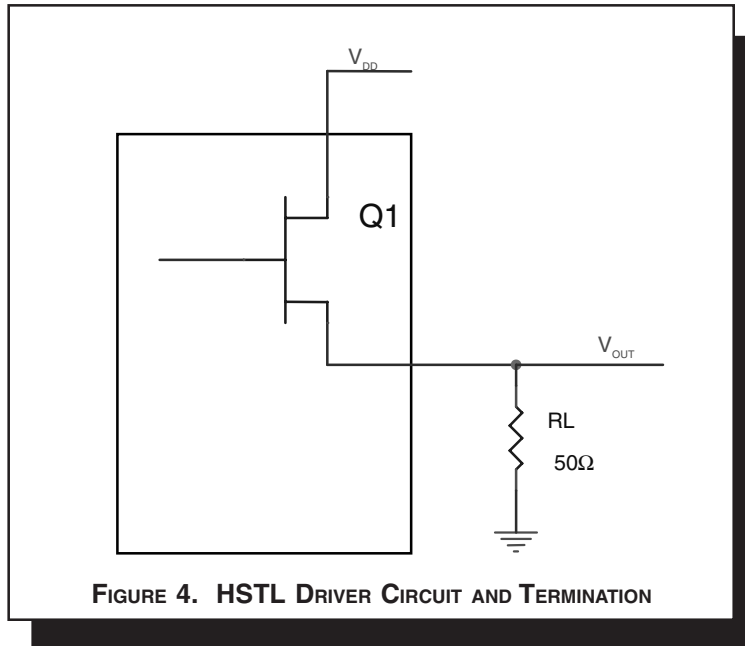 V_DD
Q1
V_OUT
RL
50Ω
FIGURE 4. HSTL DRIVER CIRCUIT AND TERMINATION